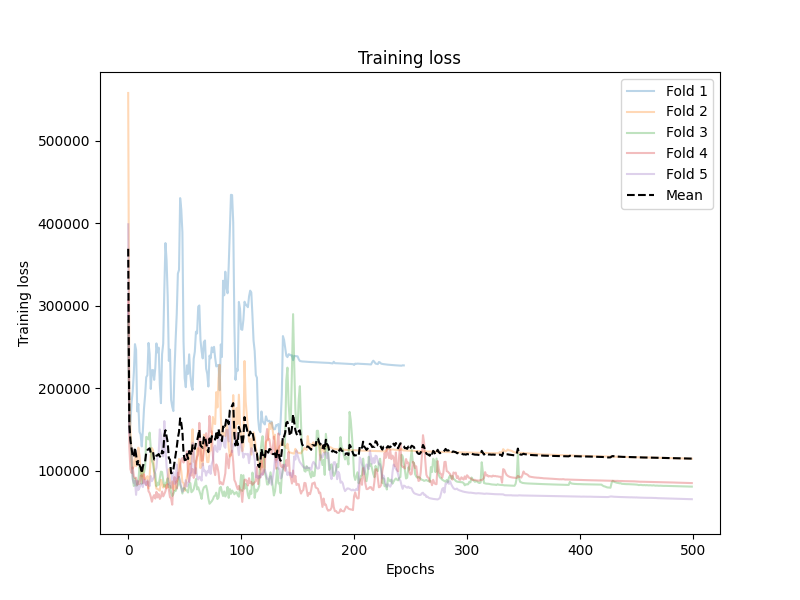 Training loss
Fold 1
Fold 2
Fold 3
Fold 4
Fold 5
Mean
Training loss
500000
400000
300000
200000
100000
0
100
200
300
400
500
Epochs